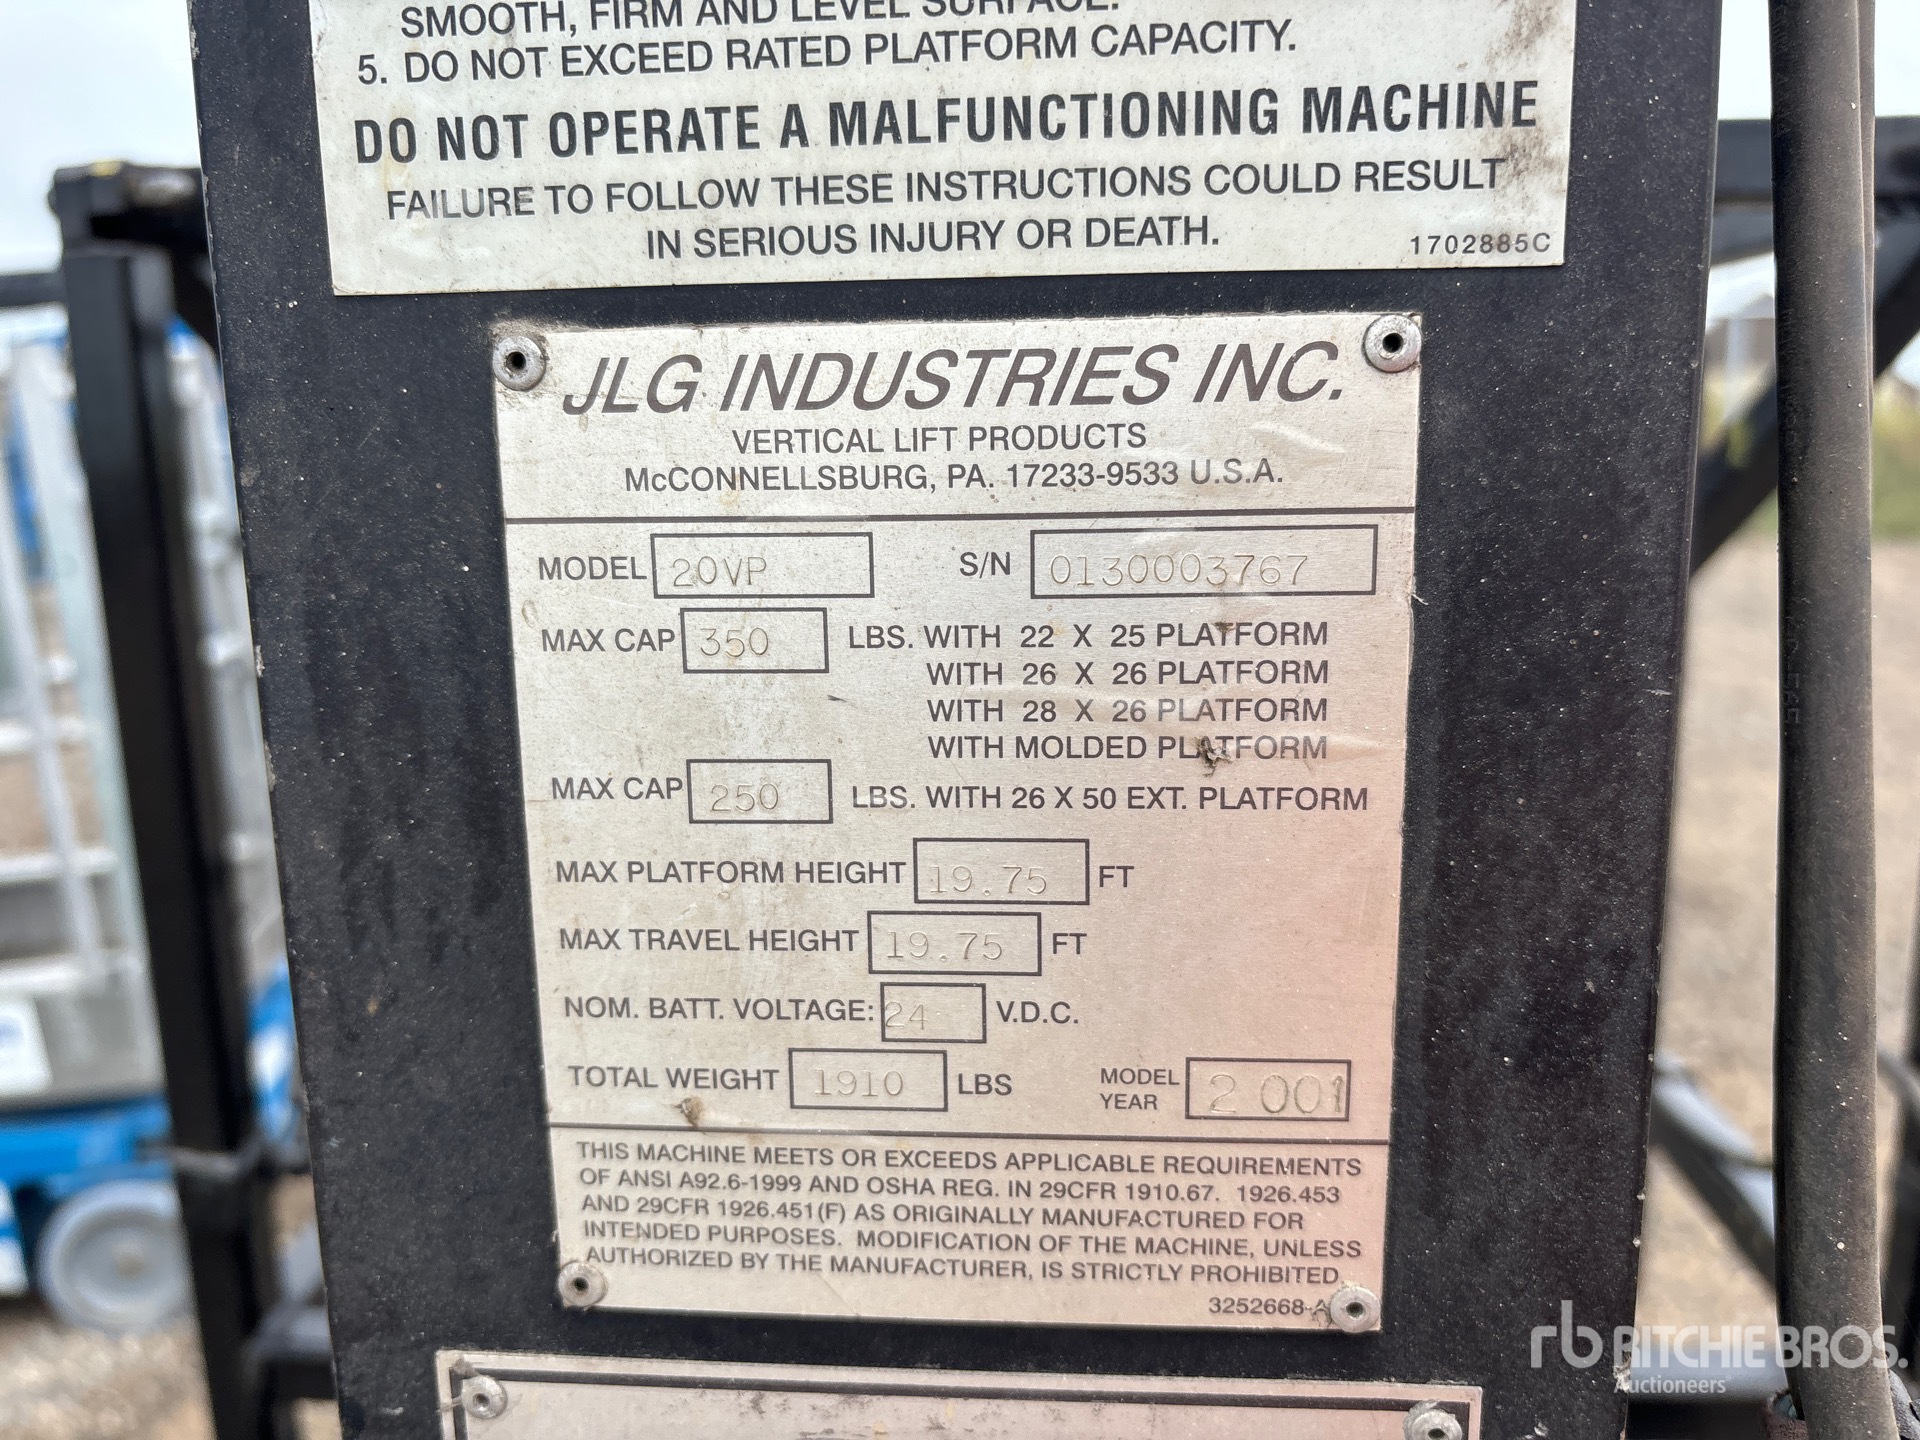 SMOOTH, FIRM AND LEVEL SURFACE.
5. DO NOT EXCEED RATED PLATFORM CAPACITY.
DO NOT OPERATE A MALFUNCTIONING MACHINE
FAILURE TO FOLLOW THESE INSTRUCTIONS COULD RESULT
IN SERIOUS INJURY OR DEATH.
1702885C
JLG INDUSTRIES INC.
VERTICAL LIFT PRODUCTS
McCONNELLSBURG, PA. 17233-9533 U.S.A.
MODEL 20VP S/N 0130003767
MAX CAP 350 LBS. WITH 22 X 25 PLATFORM
WITH 26 X 26 PLATFORM
WITH 28 X 26 PLATFORM
WITH MOLDED PLATFORM
MAX CAP 250 LBS. WITH 26 X 50 EXT. PLATFORM
MAX PLATFORM HEIGHT 19.75 FT
MAX TRAVEL HEIGHT 19.75 FT
NOM. BATT. VOLTAGE: 24 V.D.C.
TOTAL WEIGHT 1910 LBS MODEL YEAR 2001
THIS MACHINE MEETS OR EXCEEDS APPLICABLE REQUIREMENTS
OF ANSI A92.6-1999 AND OSHA REG. IN 29CFR 1910.67. 1926.453
AND 29CFR 1926.451(F) AS ORIGINALLY MANUFACTURED FOR
INTENDED PURPOSES. MODIFICATION OF THE MACHINE, UNLESS
AUTHORIZED BY THE MANUFACTURER, IS STRICTLY PROHIBITED.
3252668-A
rb RITCHIE BROS.
Auctioneers